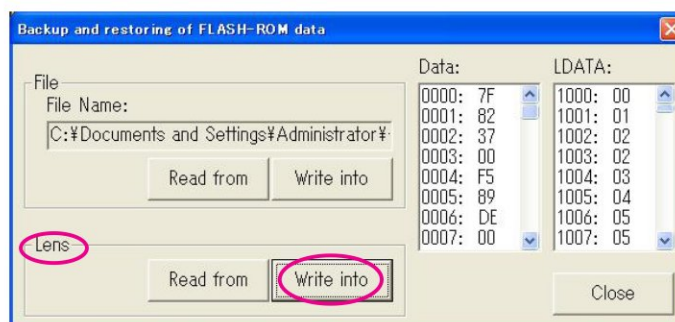 Backup and restoring of FLASH-ROM data
File
File Name:
C:¥Documents and Settings¥Administrator¥
Read from
Write into
Lens
Read from
Write into
Data:
0000: 7F
0001: 82
0002: 37
0003: 00
0004: F5
0005: 89
0006: DE
0007: 00
LDATA:
1000: 00
1001: 01
1002: 02
1003: 02
1004: 03
1005: 04
1006: 05
1007: 05
Close